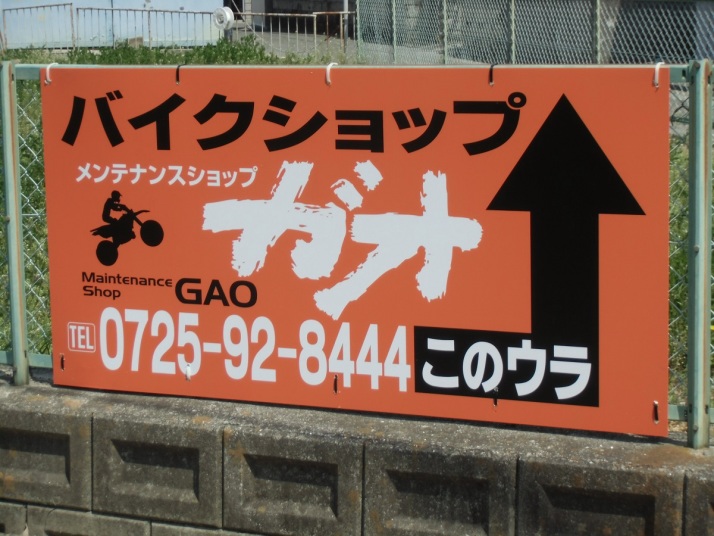 バイクショップ
メンテナンスショップ
ガオ
Maintenance
Shop GAO
TEL 0725-92-8444
このウラ